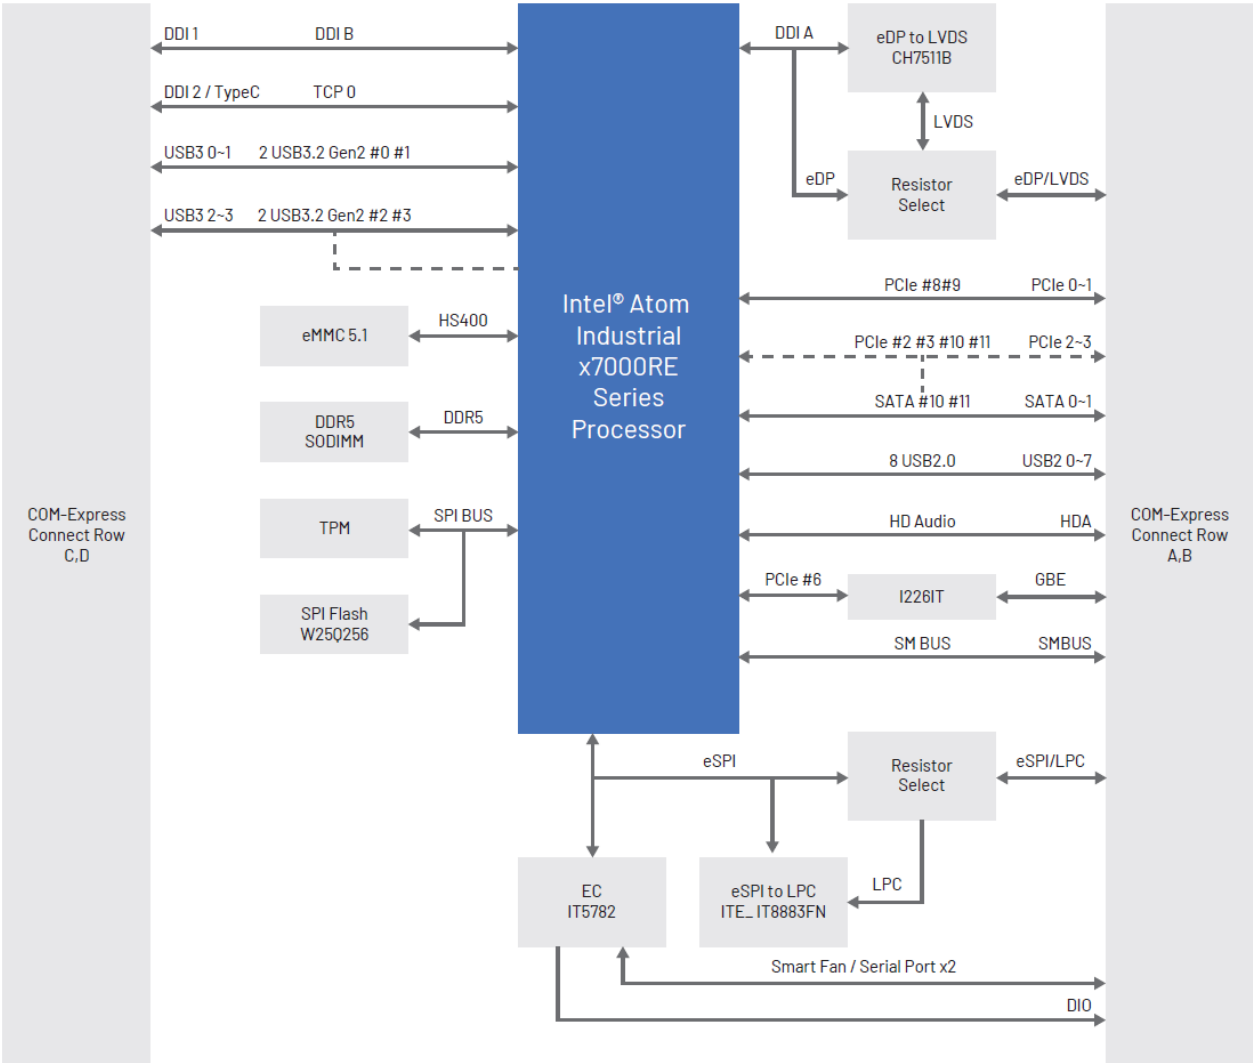 DDI 1 DDI B
DDI 2 / TypeC TCP 0
USB3 0~1 2 USB3.2 Gen2 #0 #1
USB3 2~3 2 USB3.2 Gen2 #2 #3
eMMC 5.1
HS400
DDR5
SODIMM
DDR5
TPM
SPI BUS
SPI Flash
W25Q256
COM-Express
Connect Row
C,D
Intel® Atom
Industrial
x7000RE
Series
Processor
DDI A
eDP to LVDS
CH7511B
LVDS
eDP
Resistor
Select
eDP/LVDS
PCIe #8#9 PCIe 0~1
PCIe #2 #3 #10 #11 PCIe 2~3
SATA #10 #11 SATA 0~1
8 USB2.0 USB2 0~7
HD Audio HDA
PCIe #6
I226IT
GBE
SM BUS SMBUS
COM-Express
Connect Row
A,B
eSPI
Resistor
Select
eSPI/LPC
EC
IT5782
eSPI to LPC
ITE_ IT8883FN
LPC
Smart Fan / Serial Port x2
DIO